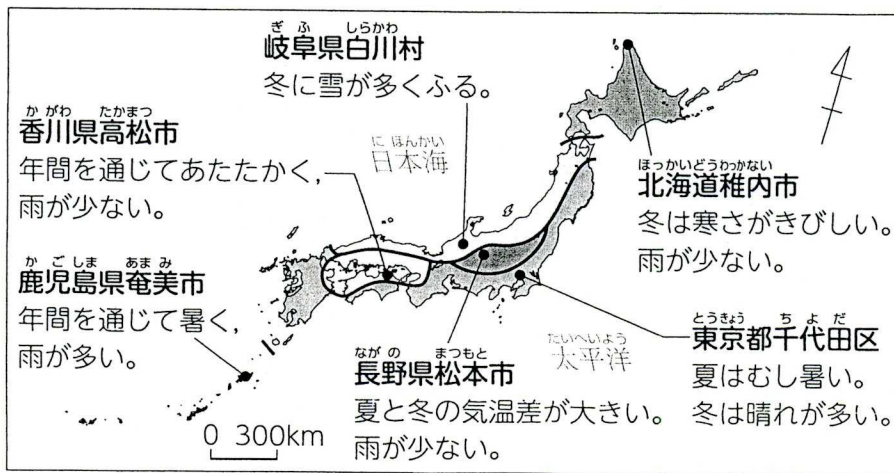 ぎふ しらかわ
岐阜県白川村
冬に雪が多くふる。
かがわ たかまつ
香川県高松市
年間を通じてあたたかく,
雨が少ない。
にほんかい
日本海
ほっかいどうわっかない
北海道稚内市
冬は寒さがきびしい。
雨が少ない。
かごしま あまみ
鹿児島県奄美市
年間を通じて暑く,
雨が多い。
ながの まつもと
長野県松本市
夏と冬の気温差が大きい。
雨が少ない。
たいへいよう
太平洋
とうきょう ちよだ
東京都千代田区
夏はむし暑い。
冬は晴れが多い。
0 300km